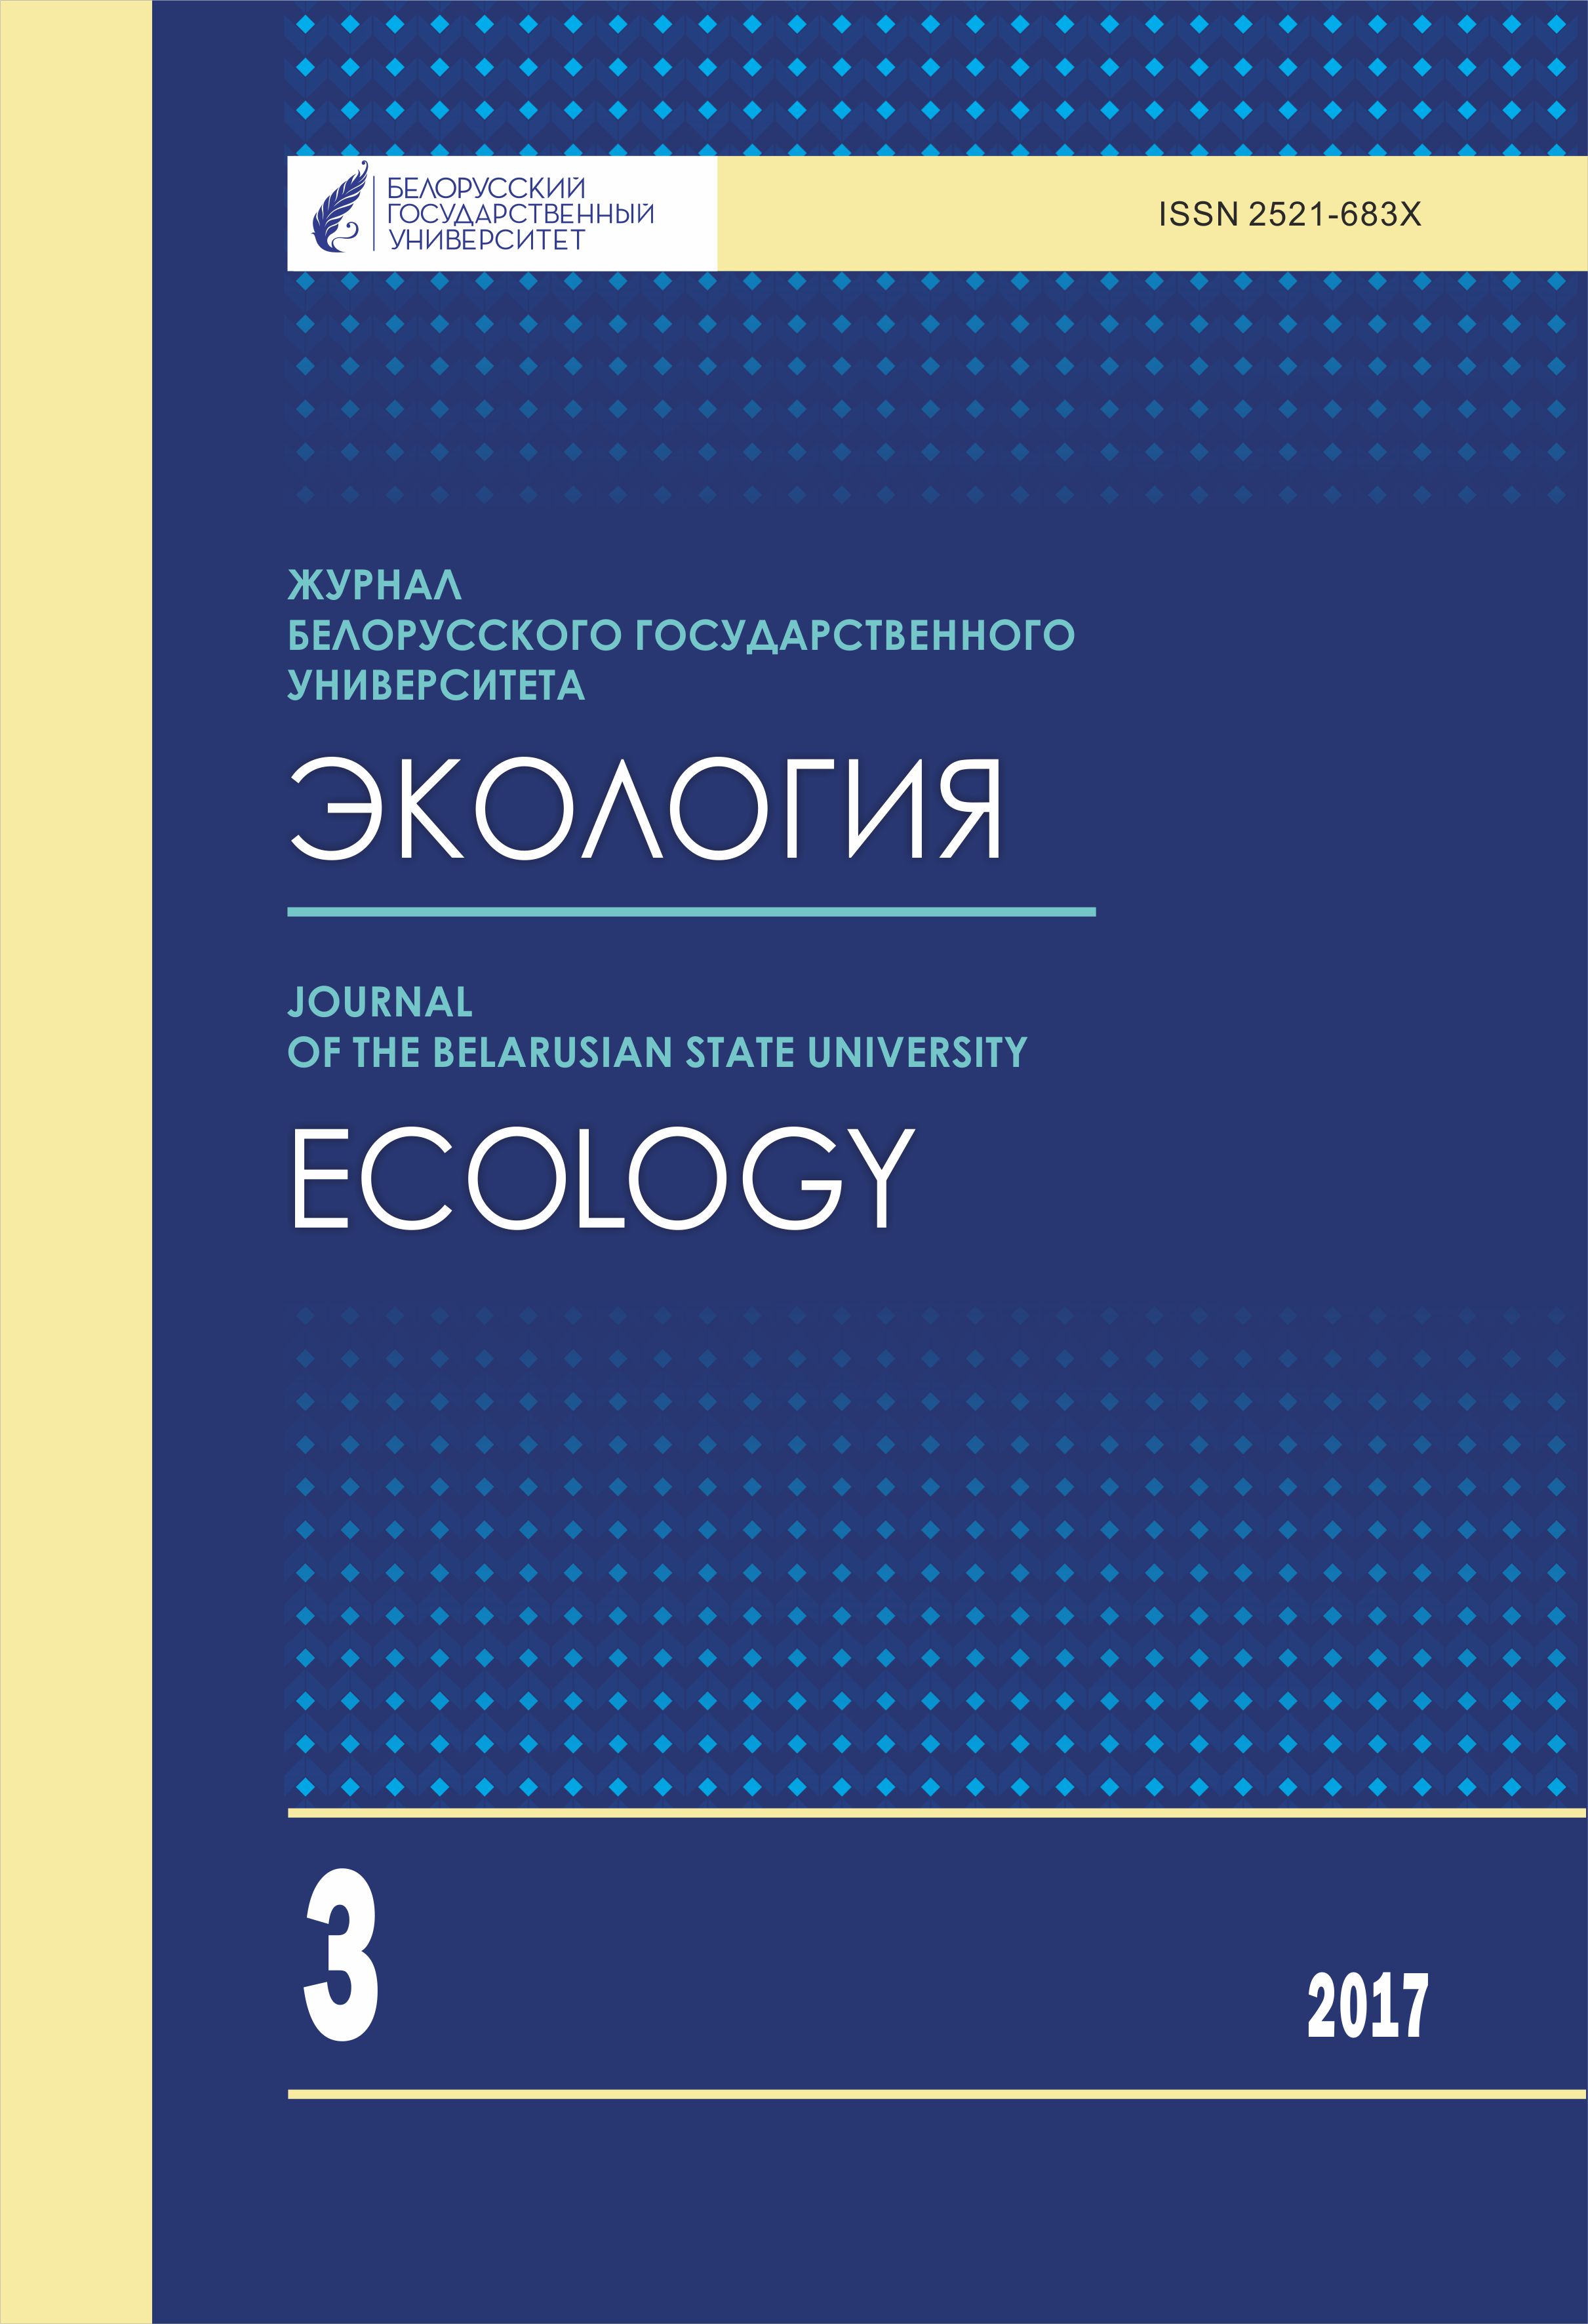 БЕЛОРУССКИЙ
ГОСУДАРСТВЕННЫЙ
УНИВЕРСИТЕТ
ISSN 2521-683X
ЖУРНАЛ
БЕЛОРУССКОГО ГОСУДАРСТВЕННОГО
УНИВЕРСИТЕТА
ЭКОЛОГИЯ
JOURNAL
OF THE BELARUSIAN STATE UNIVERSITY
ECOLOGY
3
2017